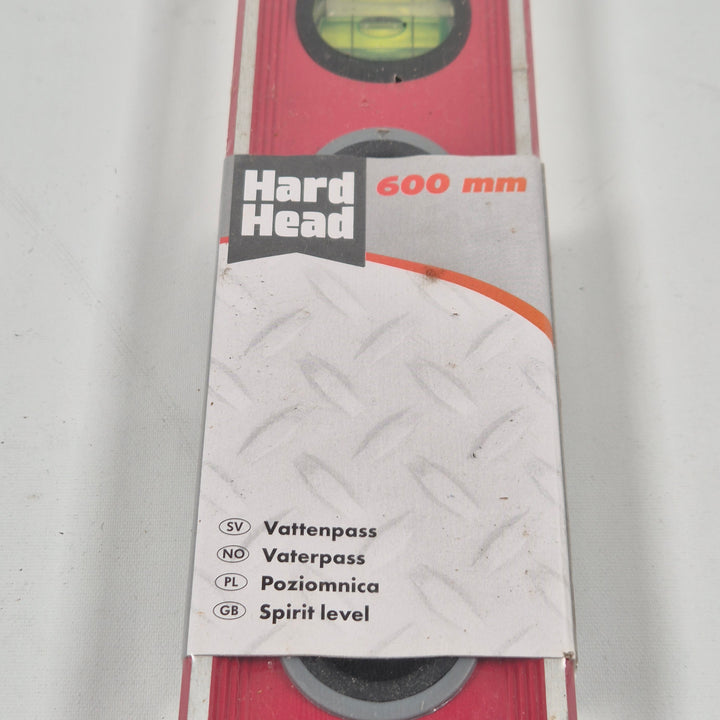 Hard
Head
600 mm
SV Vattenpass
NO Vaterpass
PL Poziomnica
GB Spirit level